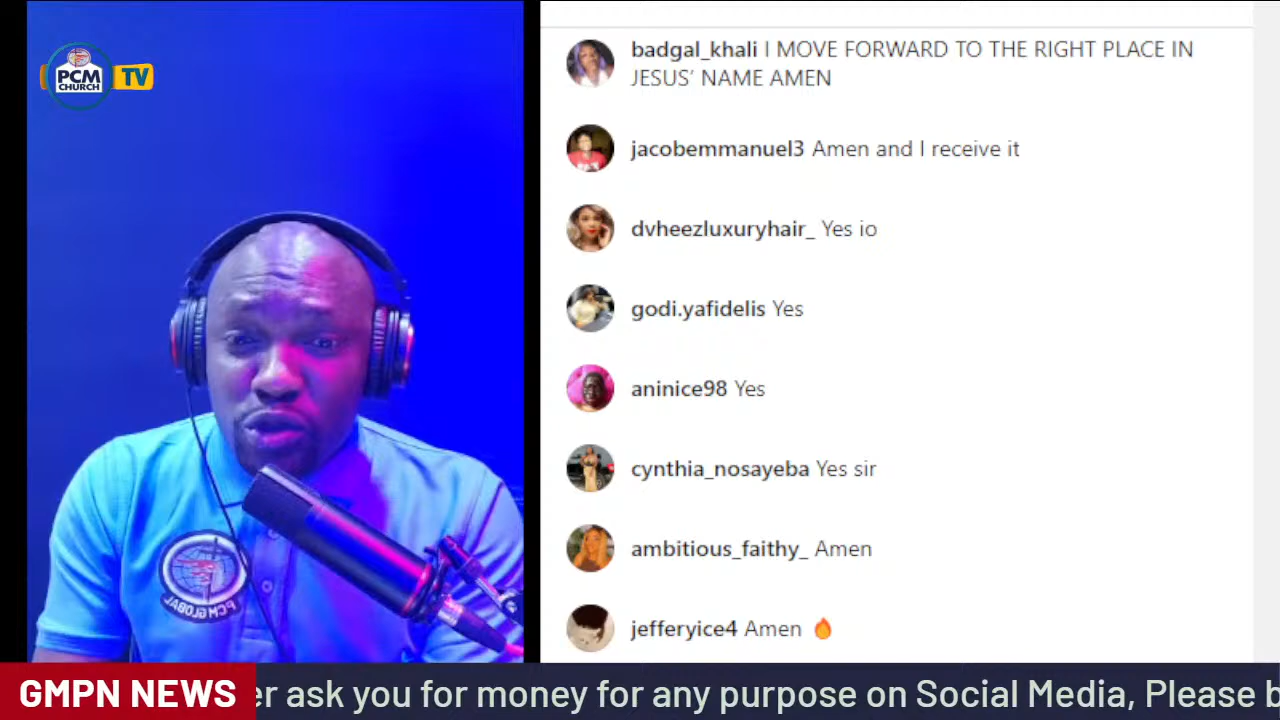 PCM
CHURCH
TV
badgal_khali I MOVE FORWARD TO THE RIGHT PLACE IN
JESUS’ NAME AMEN
jacobemmanuel3 Amen and I receive it
dvheezluxuryhair_ Yes io
godi.yafidelis Yes
aninice98 Yes
cynthia_nosayeba Yes sir
ambitious_faithy_ Amen
jefferyice4 Amen 🔥
PCM GLOBAL
GMPN NEWS
er ask you for money for any purpose on Social Media, Please b